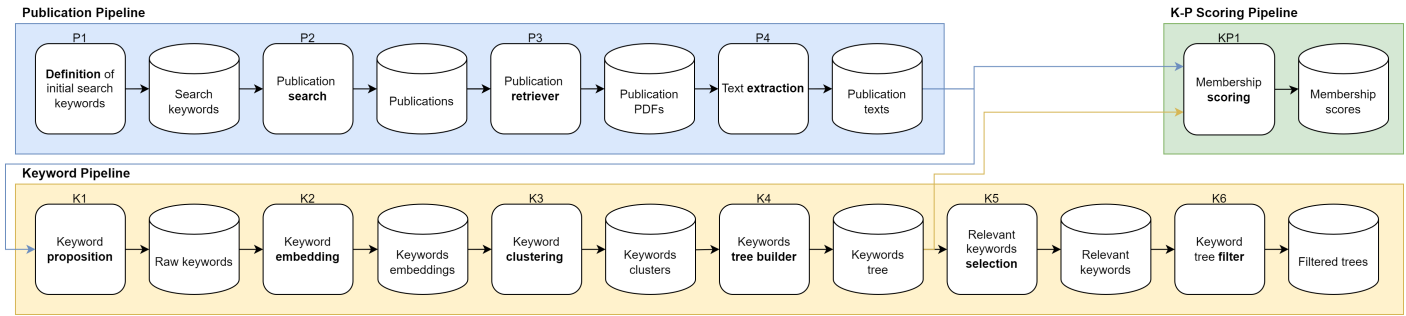 Publication Pipeline
P1
Definition of
initial search
keywords
Search
keywords
P2
Publication
search
Publications
P3
Publication
retriever
Publication
PDFs
P4
Text extraction
Publication
texts
K-P Scoring Pipeline
KP1
Membership
scoring
Membership
scores
Keyword Pipeline
K1
Keyword
proposition
Raw keywords
K2
Keyword
embedding
Keywords
embeddings
K3
Keyword
clustering
Keywords
clusters
K4
Keywords
tree builder
Keywords
tree
K5
Relevant
keywords
selection
Relevant
keywords
K6
Keyword
tree filter
Filtered trees